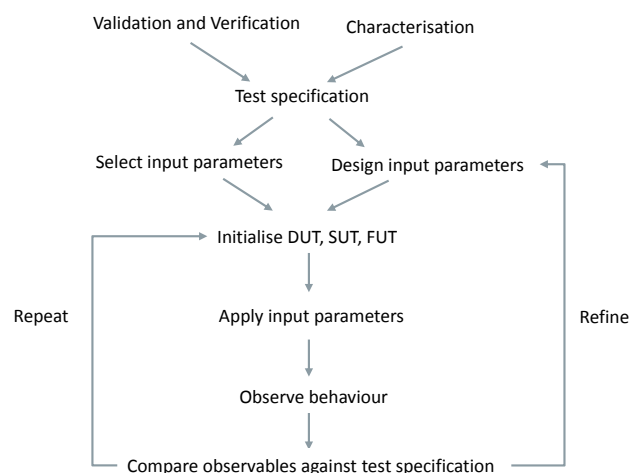 Validation and Verification
Characterisation
Test specification
Select input parameters
Design input parameters
Initialise DUT, SUT, FUT
Repeat
Apply input parameters
Refine
Observe behaviour
Compare observables against test specification